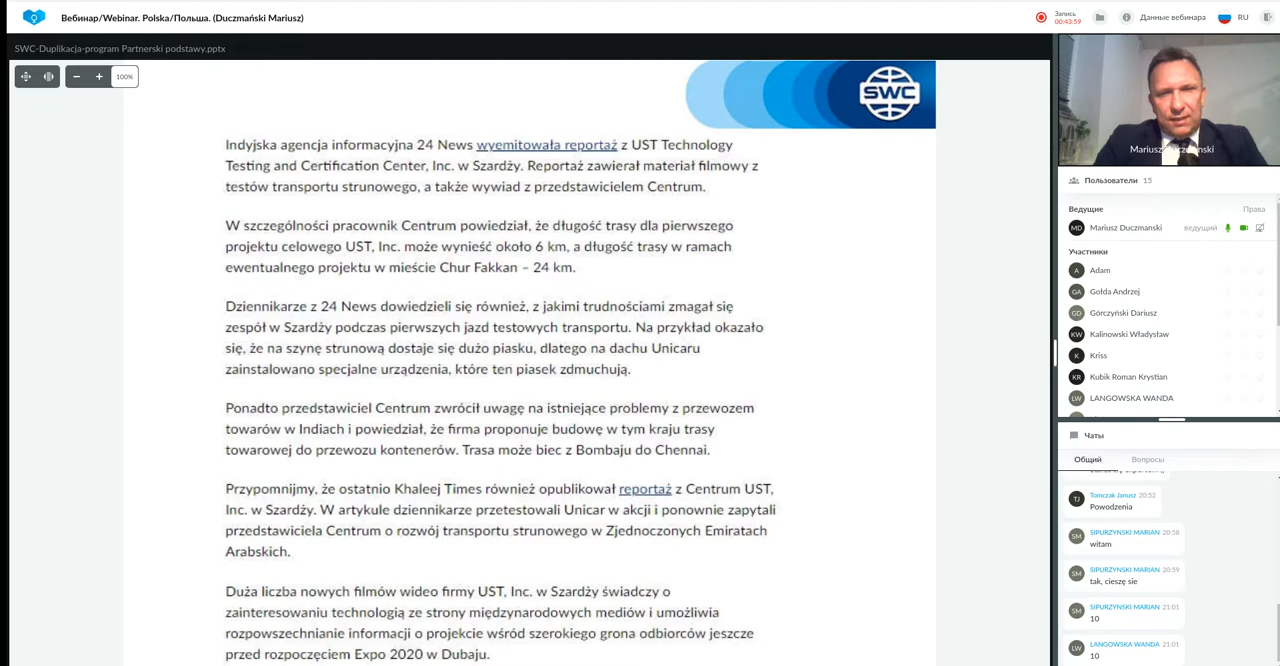 Вебинар/Webinar. Polska/Польша. (Duczmański Mariusz)
Запись
00:43:59
Данные вебинара
RU
SWC-Duplikacja-program Partnerski podstawy.pptx
100%
SWC
Indyjska agencja informacyjna 24 News wyemitowała reportaż z UST Technology
Testing and Certification Center, Inc. w Szardży. Reportaż zawierał materiał filmowy z
testów transportu strunowego, a także wywiad z przedstawicielem Centrum.
W szczególności pracownik Centrum powiedział, że długość trasy dla pierwszego
projektu celowego UST, Inc. może wynieść około 6 km, a długość trasy w ramach
ewentualnego projektu w mieście Chur Fakkan – 24 km.
Dziennikarze z 24 News dowiedzieli się również, z jakimi trudnościami zmagał się
zespół w Szardży podczas pierwszych jazd testowych transportu. Na przykład okazało
się, że na szynę strunową dostaje się dużo piasku, dlatego na dachu Unicaru
zainstalowano specjalne urządzenia, które ten piasek zdmuchują.
Ponadto przedstawiciel Centrum zwrócił uwagę na istniejące problemy z przewozem
towarów w Indiach i powiedział, że firma proponuje budowę w tym kraju trasy
towarowej do przewozu kontenerów. Trasa może biec z Bombaju do Chennai.
Przypomnijmy, że ostatnio Khaleej Times również opublikował reportaż z Centrum UST,
Inc. w Szardży. W artykule dziennikarze przetestowali Unicar w akcji i ponownie zapytali
przedstawiciela Centrum o rozwój transportu strunowego w Zjednoczonych Emiratach
Arabskich.
Duża liczba nowych filmów wideo firmy UST, Inc. w Szardży świadczy o
zainteresowaniu technologią ze strony międzynarodowych mediów i umożliwia
rozpowszechnianie informacji o projekcie wśród szerokiego grona odbiorców jeszcze
przed rozpoczęciem Expo 2020 w Dubaju.
Mariusz Duczmanski
Пользователи 15
Ведущие Права
MD Mariusz Duczmanski ведущий
Участники
A Adam
GA Gołda Andrzej
GD Górczyński Dariusz
KW Kalinowski Władysław
K Kriss
KR Kubik Roman Krystian
LW LANGOWSKA WANDA
Чаты
Общий Вопросы
TJ Tomczak Janusz 20:52
Powodzenia
SM SIPURZYNSKI MARIAN 20:58
witam
SM SIPURZYNSKI MARIAN 20:59
tak, cieszę sie
SM SIPURZYNSKI MARIAN 21:01
10
LW LANGOWSKA WANDA 21:01
10